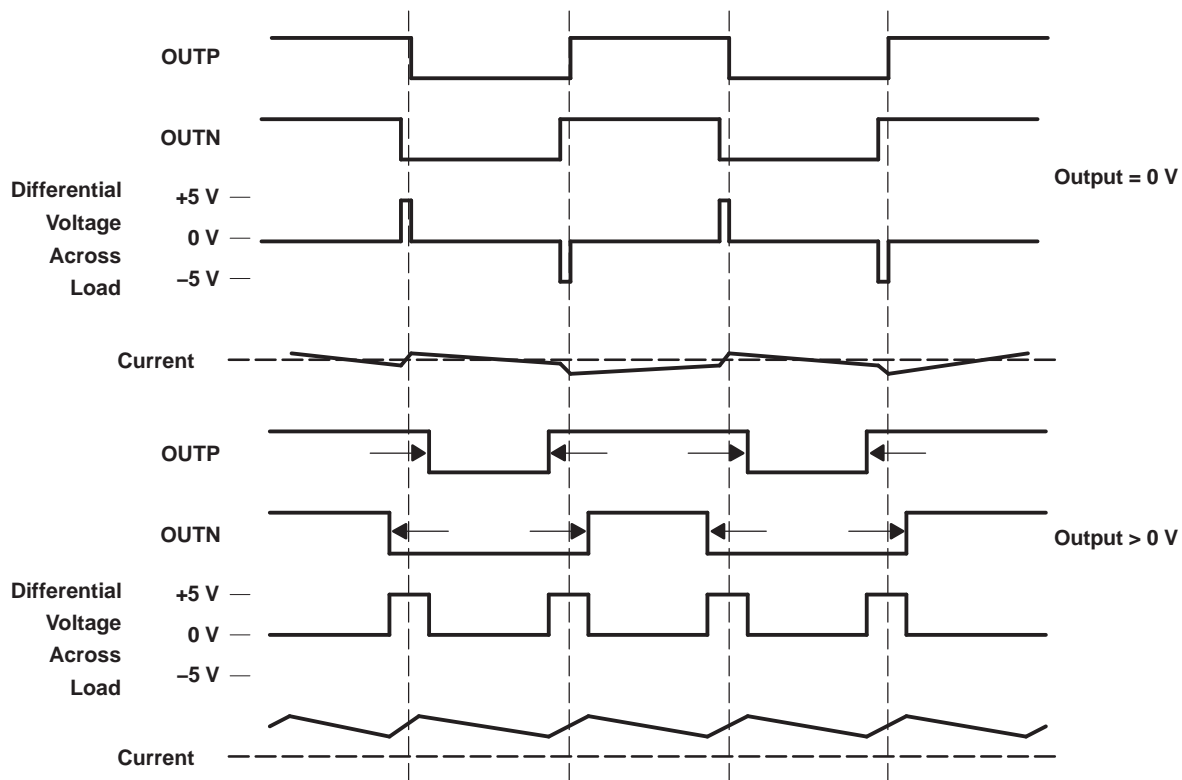 OUTP
OUTN
Output = 0 V
Differential
Voltage
Across
Load
+5 V
0 V
–5 V
Current
OUTP
OUTN
Output > 0 V
Differential
Voltage
Across
Load
+5 V
0 V
–5 V
Current